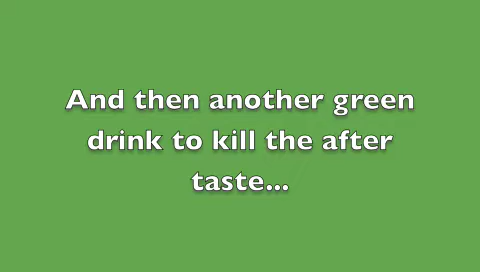 And then another green
drink to kill the after
taste...